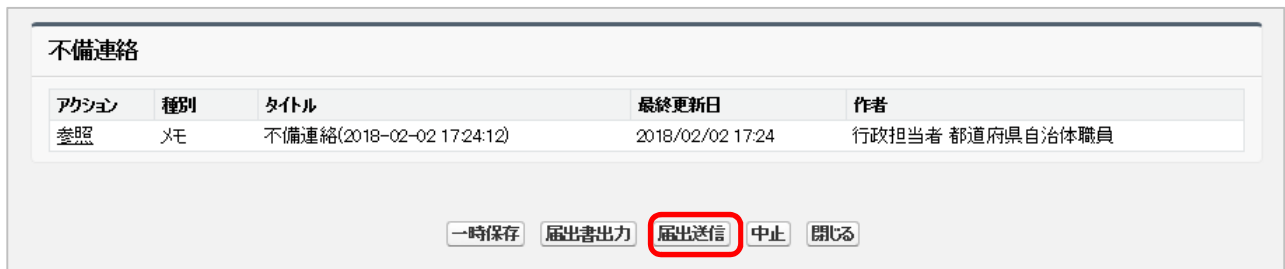 不備連絡
アクション 種別 タイトル 最終更新日 作者
参照 メモ 不備連絡(2018-02-02 17:24:12) 2018/02/02 17:24 行政担当者 都道府県自治体職員
一時保存 届出書出力 届出送信 中止 閉じる